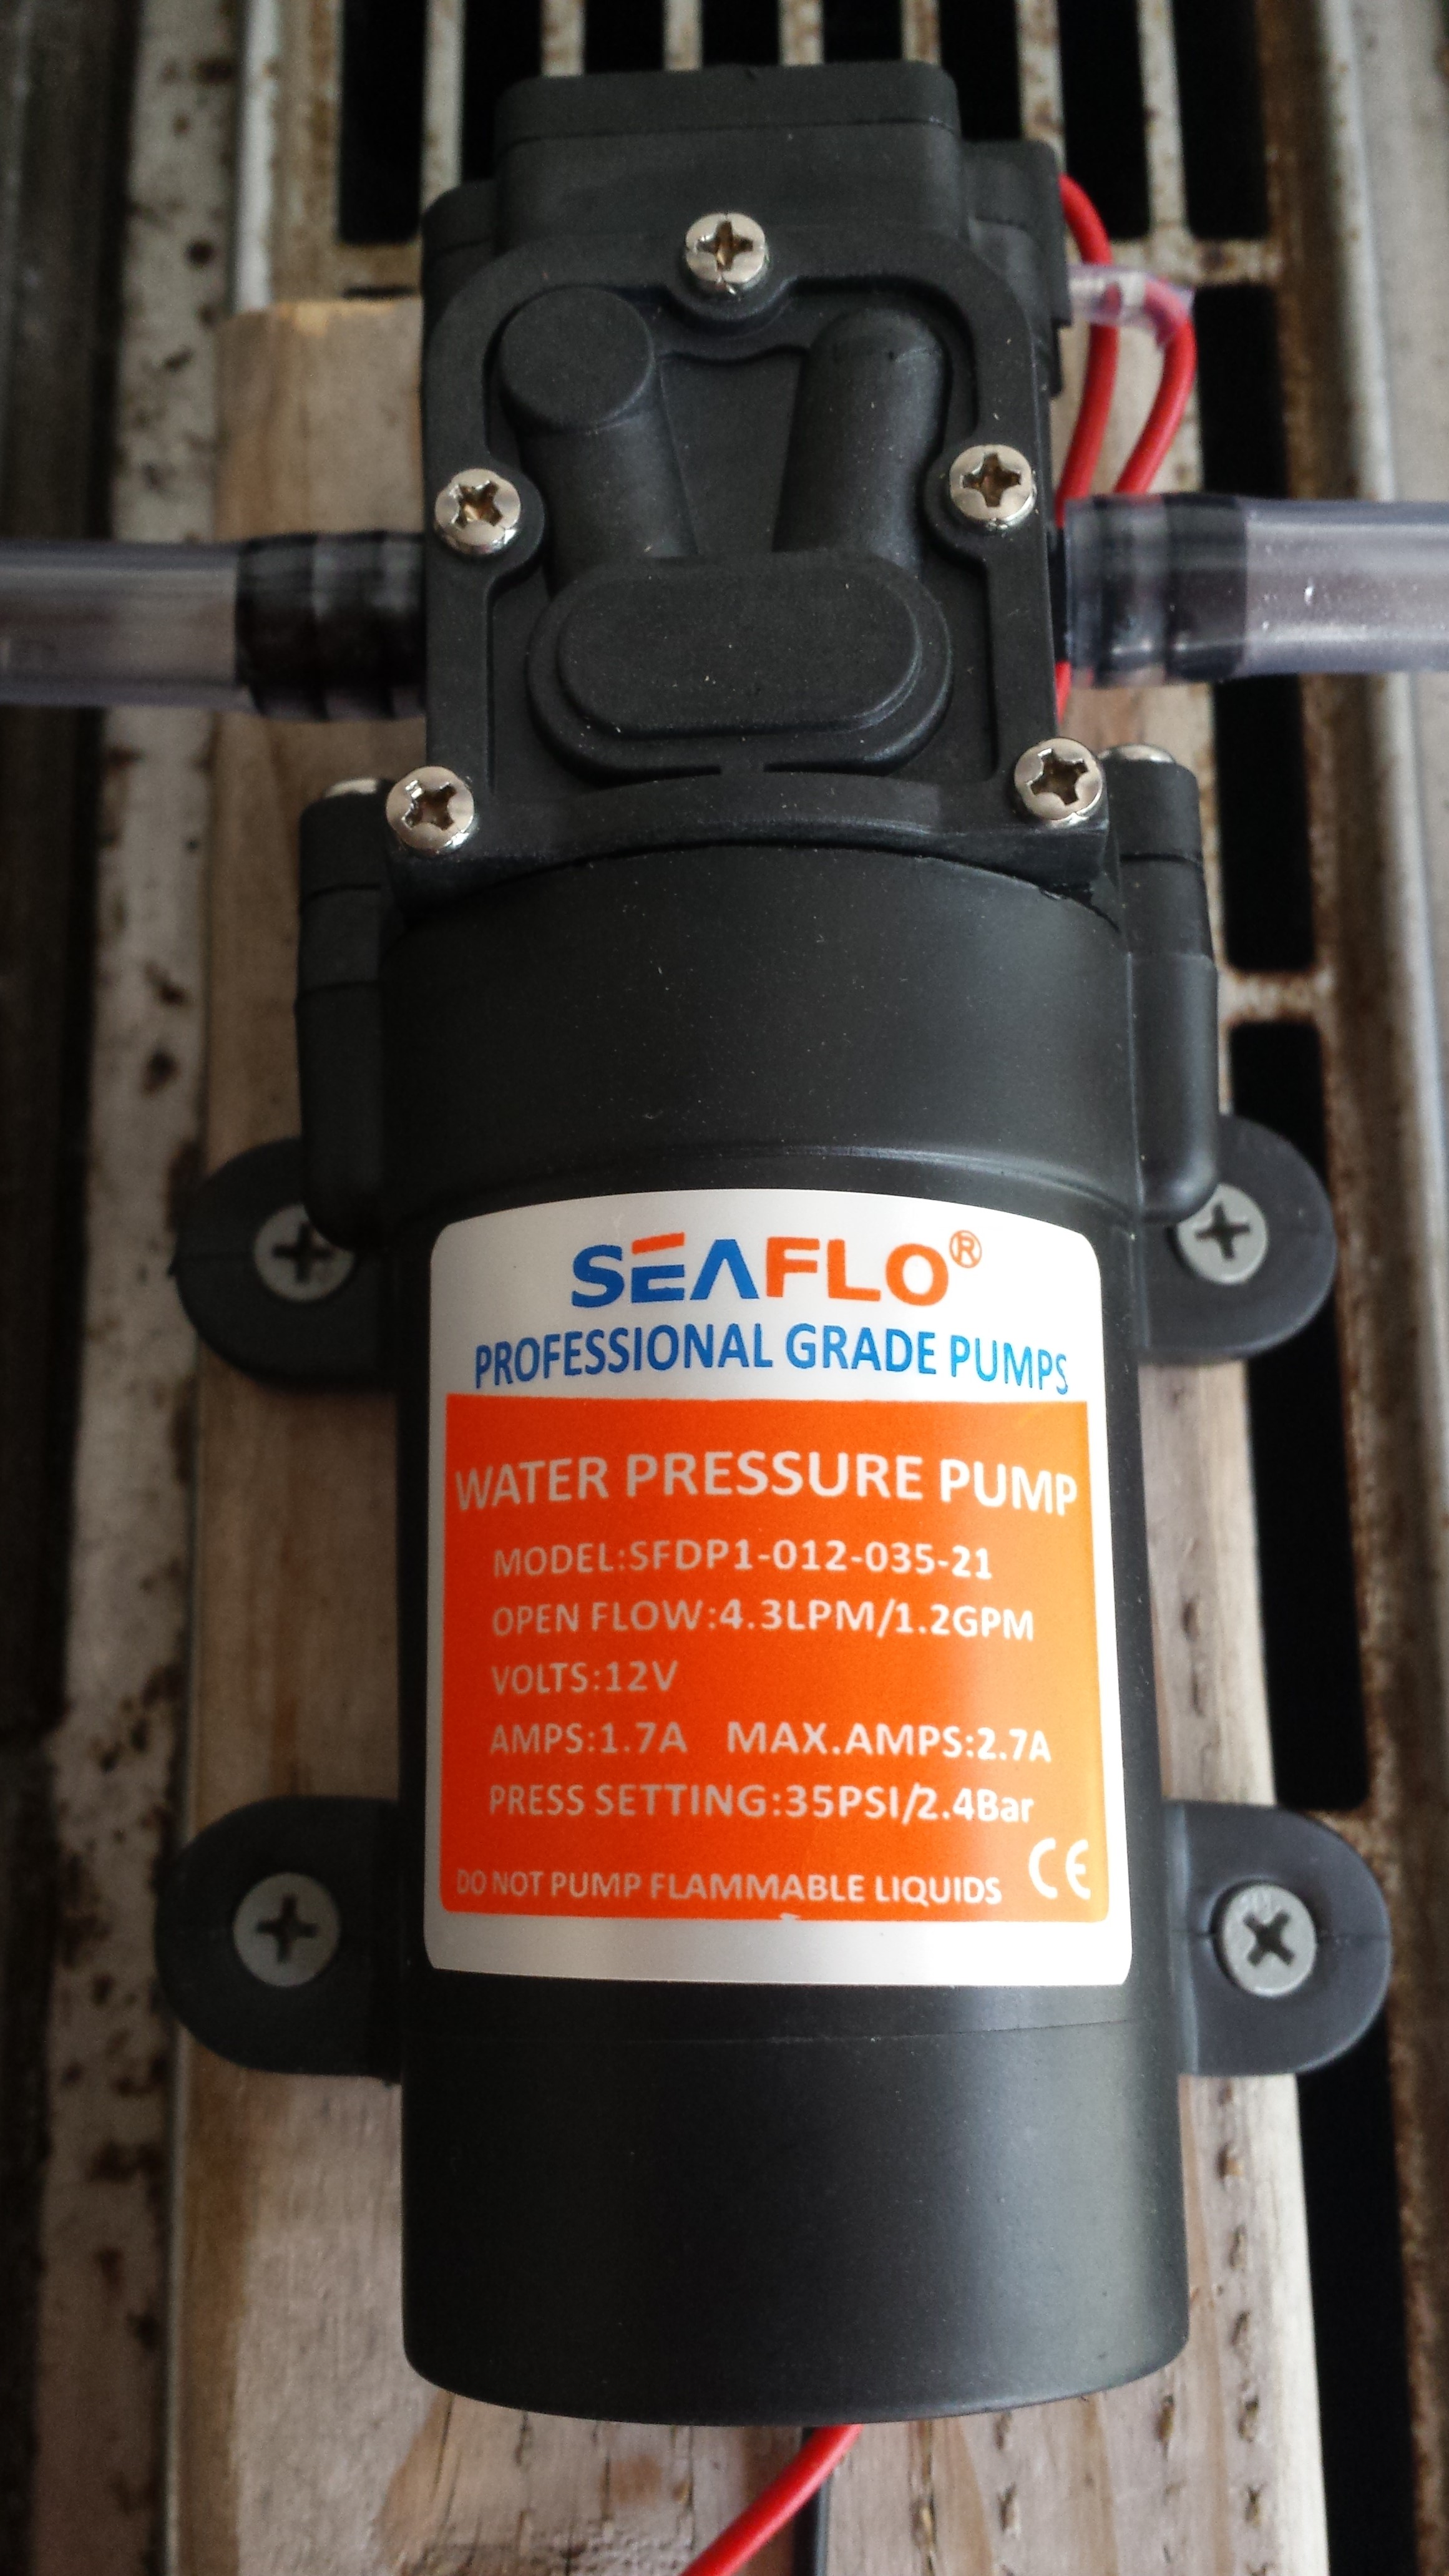 SEAFLO®
PROFESSIONAL GRADE PUMPS
WATER PRESSURE PUMP
MODEL:SFDP1-012-035-21
OPEN FLOW:4.3LPM/1.2GPM
VOLTS:12V
AMPS:1.7A MAX.AMPS:2.7A
PRESS SETTING:35PSI/2.4Bar
DO NOT PUMP FLAMMABLE LIQUIDS CE